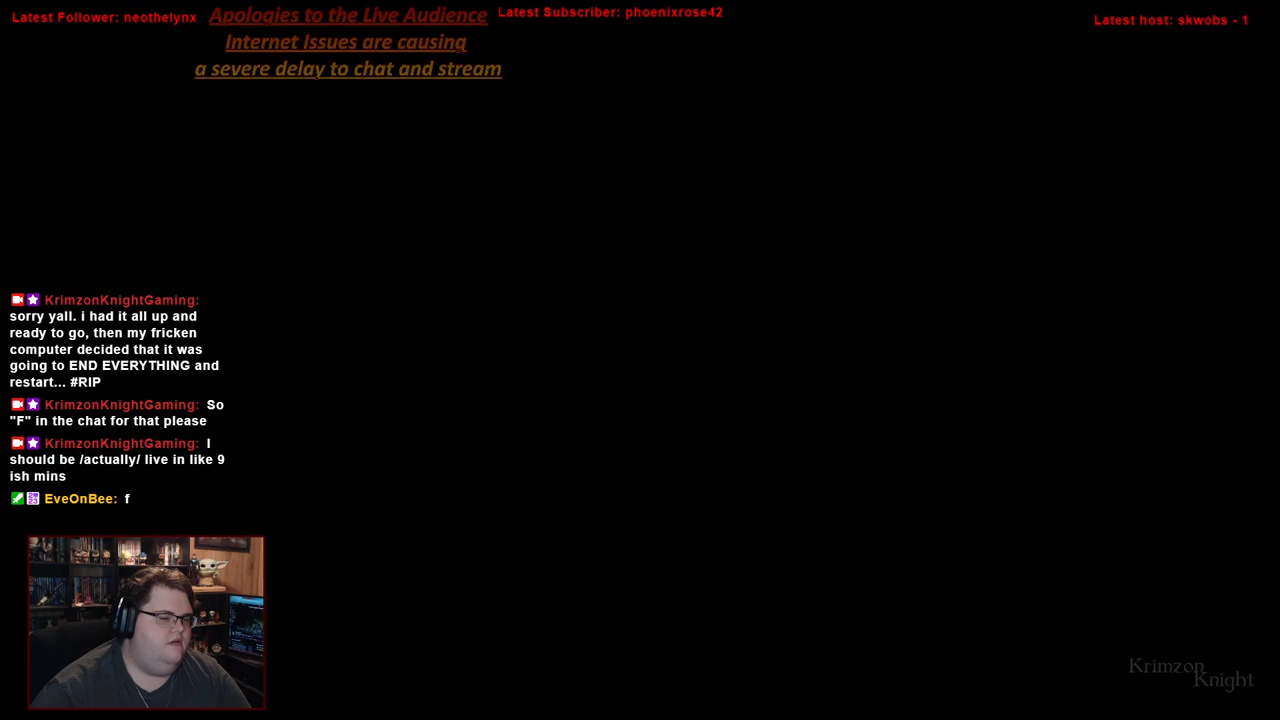 Latest Follower: neothelynx
Apologies to the Live Audience
Internet Issues are causing
a severe delay to chat and stream
Latest Subscriber: phoenixrose42
Latest host: skwobs - 1
KrimzonKnightGaming:
sorry yall. i had it all up and
ready to go, then my fricken
computer decided that it was
going to END EVERYTHING and
restart... #RIP
KrimzonKnightGaming: So
"F" in the chat for that please
KrimzonKnightGaming: I
should be /actually/ live in like 9
ish mins
EveOnBee: f
Krimzon
Knight